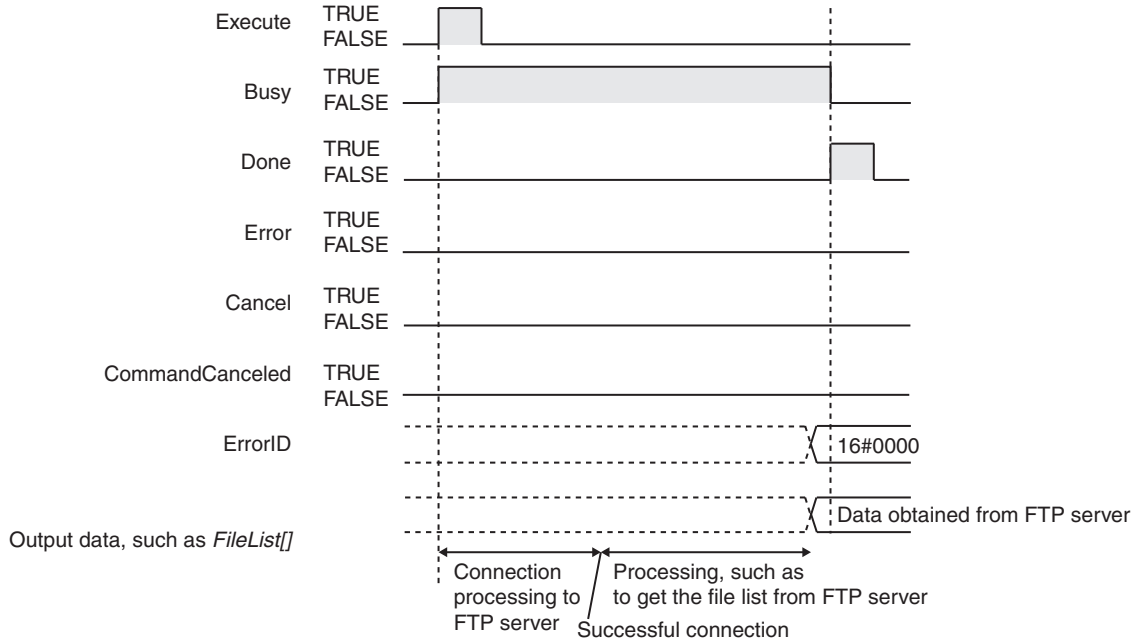 Execute
TRUE
FALSE
Busy
TRUE
FALSE
Done
TRUE
FALSE
Error
TRUE
FALSE
Cancel
TRUE
FALSE
CommandCanceled
TRUE
FALSE
ErrorID
16#0000
Output data, such as FileList[]
Data obtained from FTP server
Connection
processing to
FTP server
Processing, such as
to get the file list from FTP server
Successful connection